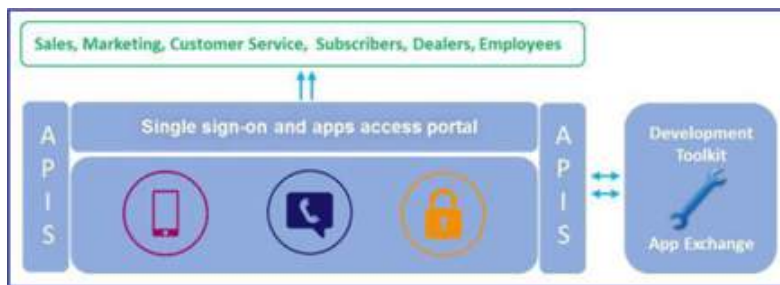 Sales, Marketing, Customer Service, Subscribers, Dealers, Employees
Single sign-on and apps access portal
A
P
I
S
A
P
I
S
Development
Toolkit
App Exchange